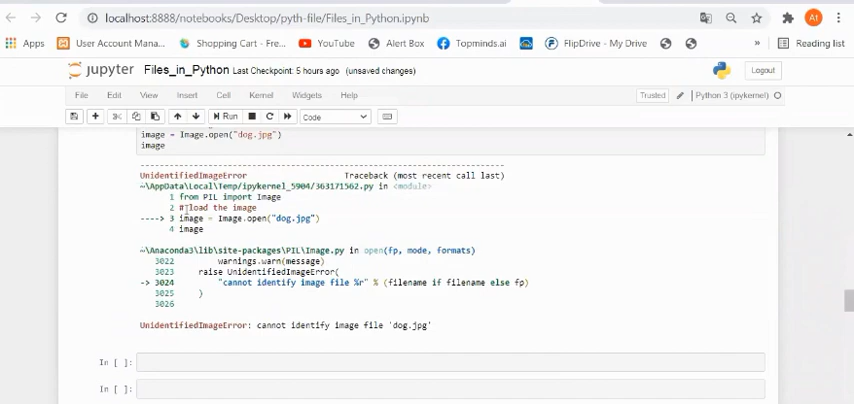 localhost:8888/notebooks/Desktop/pyth-file/Files_in_Python.ipynb
At
Apps User Account Mana... Shopping Cart - Fre... YouTube Alert Box Topminds.ai FlipDrive - My Drive » Reading list
jupyter Files_in_Python Last Checkpoint: 5 hours ago (unsaved changes) Logout
File Edit View Insert Cell Kernel Widgets Help Trusted Python 3 (ipykernel)
Run Code
image = Image.open("dog.jpg")
image
---------------------------------------------------------------------------
UnidentifiedImageError Traceback (most recent call last)
~\AppData\Local\Temp/ipykernel_5904/363171562.py in <module>
1 from PIL import Image
2 #load the image
----> 3 image = Image.open("dog.jpg")
4 image
~\Anaconda3\lib\site-packages\PIL\Image.py in open(fp, mode, formats)
3022 warnings.warn(message)
3023 raise UnidentifiedImageError(
-> 3024 "cannot identify image file %r" % (filename if filename else fp)
3025 )
3026
UnidentifiedImageError: cannot identify image file 'dog.jpg'
In [ ]:
In [ ]: